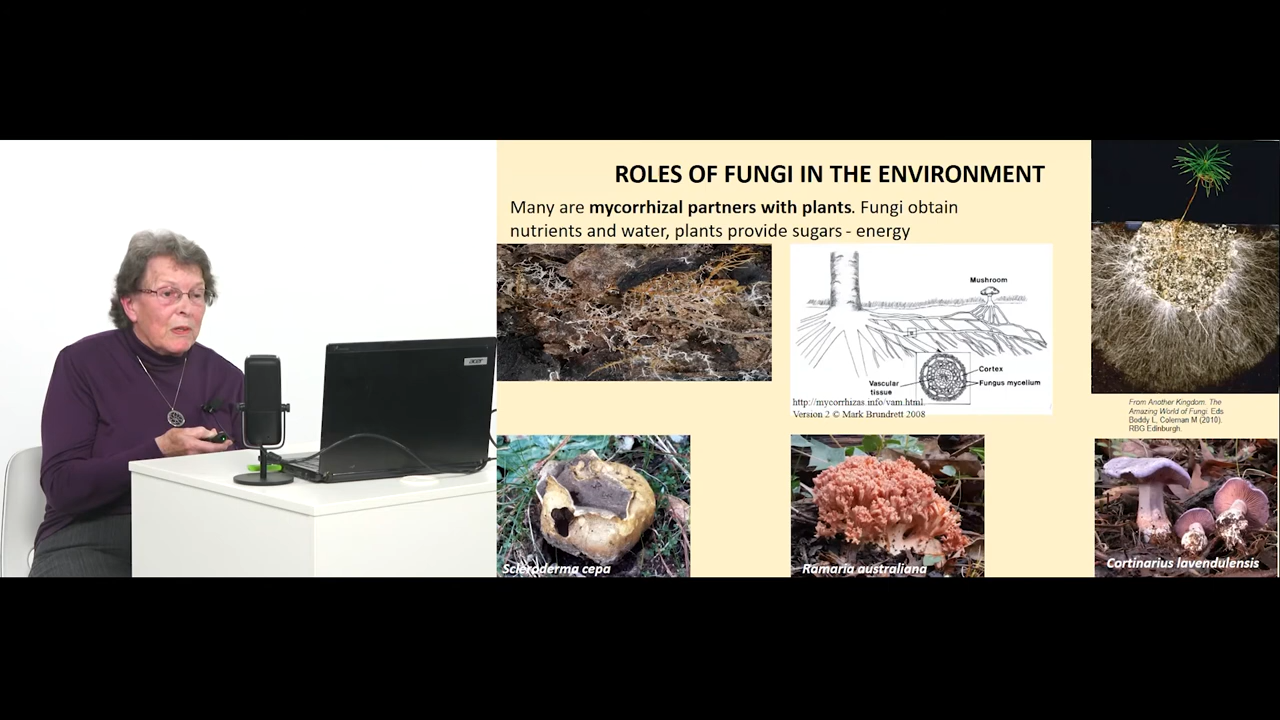 ROLES OF FUNGI IN THE ENVIRONMENT
Many are mycorrhizal partners with plants. Fungi obtain
nutrients and water, plants provide sugars - energy
Mushroom
Cortex
Vascular
tissue
Fungus mycelium
http://mycorrhizas.info/vam.html.
Version 2 © Mark Brundrett 2008
From Another Kingdom. The
Amazing World of Fungi. Eds
Boddy L, Coleman M (2010).
RBG Edinburgh.
acer
Scleroderma cepa
Ramaria australiana
Cortinarius lavendulensis